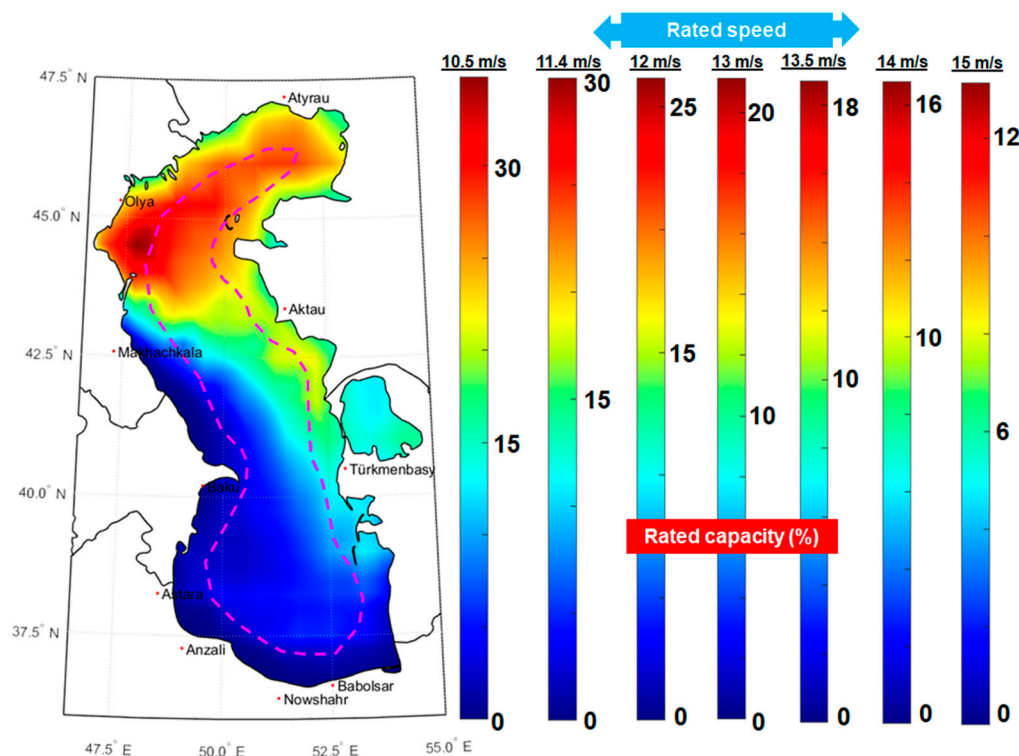 Rated speed
10.5 m/s 11.4 m/s 12 m/s 13 m/s 13.5 m/s 14 m/s 15 m/s
47.5° N
45.0° N
42.5° N
40.0° N
37.5° N
47.5° E 50.0° E 52.5° E 55.0° E
Atyrau
Olya
Aktau
Makhachkala
Türkmenbasy
Baku
Astara
Anzali
Babolsar
Nowshahr
30
15
0
30
15
0
25
15
0
20
10
0
18
10
0
16
10
0
12
6
0
Rated capacity (%)